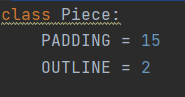 class Piece:
    PADDING = 15
    OUTLINE = 2